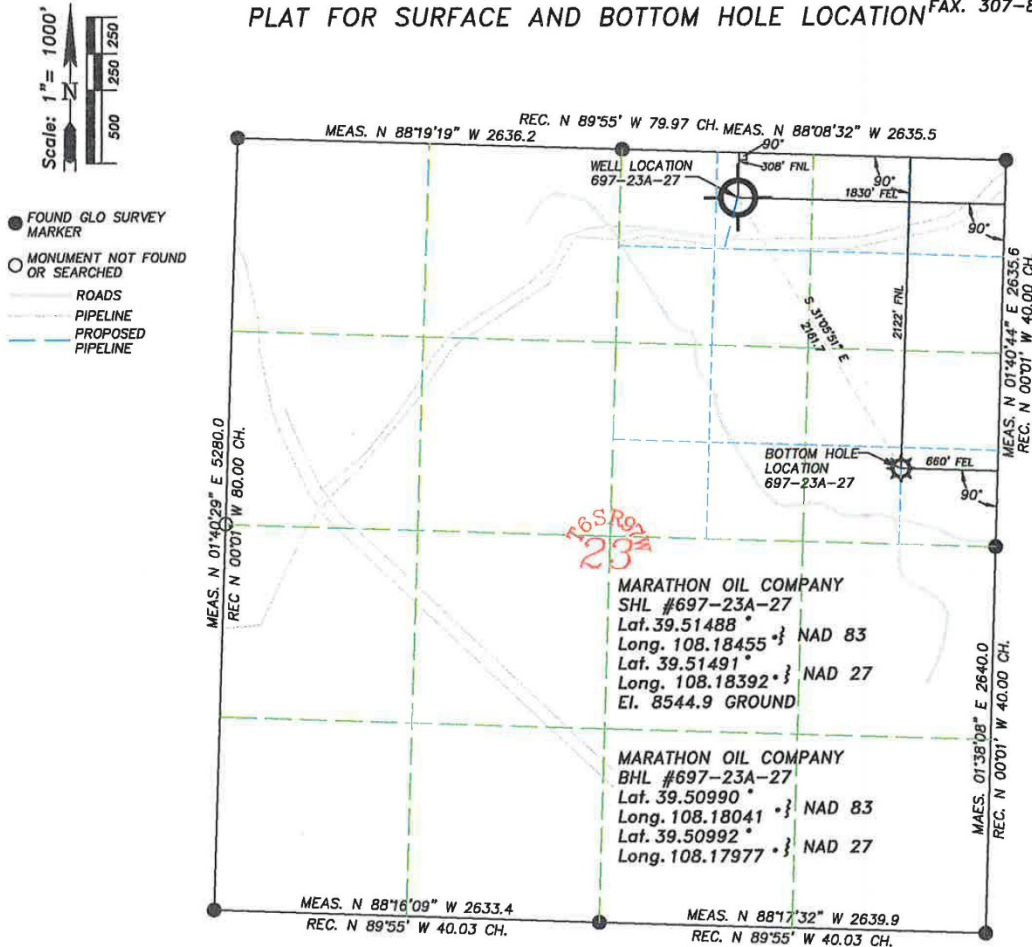 PLAT FOR SURFACE AND BOTTOM HOLE LOCATION
FAX. 307-8
Scale: 1"= 1000'
N
500
250
250
FOUND GLO SURVEY
MARKER
MONUMENT NOT FOUND
OR SEARCHED
ROADS
PIPELINE
PROPOSED
PIPELINE
REC. N 89°55' W 79.97 CH.
MEAS. N 88°19'19" W 2636.2
MEAS. N 88°08'32" W 2635.5
WELL LOCATION
697-23A-27
90°
308' FNL
1830' FEL
90°
90°
2122' FNL
S 31°05'51" E
2161.7
MEAS. N 01°40'44" E 2635.6
REC. N 00°01' W 40.00 CH.
BOTTOM HOLE
LOCATION
697-23A-27
660' FEL
90°
MEAS. N 01°40'29" E 5280.0
REC N 00°01' W 80.00 CH.
T6S R97W
23
MARATHON OIL COMPANY
SHL #697-23A-27
Lat. 39.51488 °
Long. 108.18455 °} NAD 83
Lat. 39.51491 °
Long. 108.18392 °} NAD 27
El. 8544.9 GROUND
MARATHON OIL COMPANY
BHL #697-23A-27
Lat. 39.50990 °
Long. 108.18041 °} NAD 83
Lat. 39.50992 °
Long. 108.17977 °} NAD 27
MAES. 01°38'08" E 2640.0
REC. N 00°01' W 40.00 CH.
MEAS. N 88°16'09" W 2633.4
REC. N 89°55' W 40.03 CH.
MEAS. N 88°17'32" W 2639.9
REC. N 89°55' W 40.03 CH.